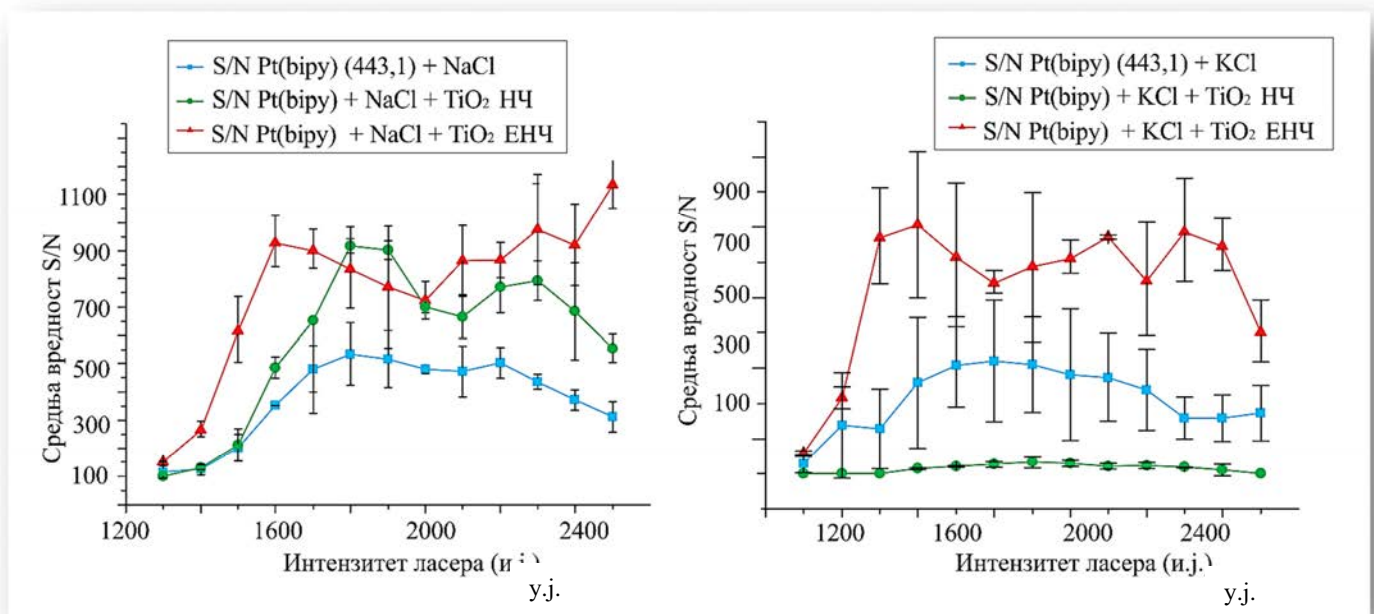 S/N Pt(bipy) (443,1) + NaCl
S/N Pt(bipy) + NaCl + TiO₂ НЧ
S/N Pt(bipy) + NaCl + TiO₂ ЕНЧ
Средња вредност S/N
1100
900
700
500
300
100
1200 1600 2000 2400
Интензитет ласера
y.j.
S/N Pt(bipy) (443,1) + KCl
S/N Pt(bipy) + KCl + TiO₂ НЧ
S/N Pt(bipy) + KCl + TiO₂ ЕНЧ
Средња вредност S/N
900
700
500
300
100
1200 1600 2000 2400
Интензитет ласера (и.ј.)
y.j.